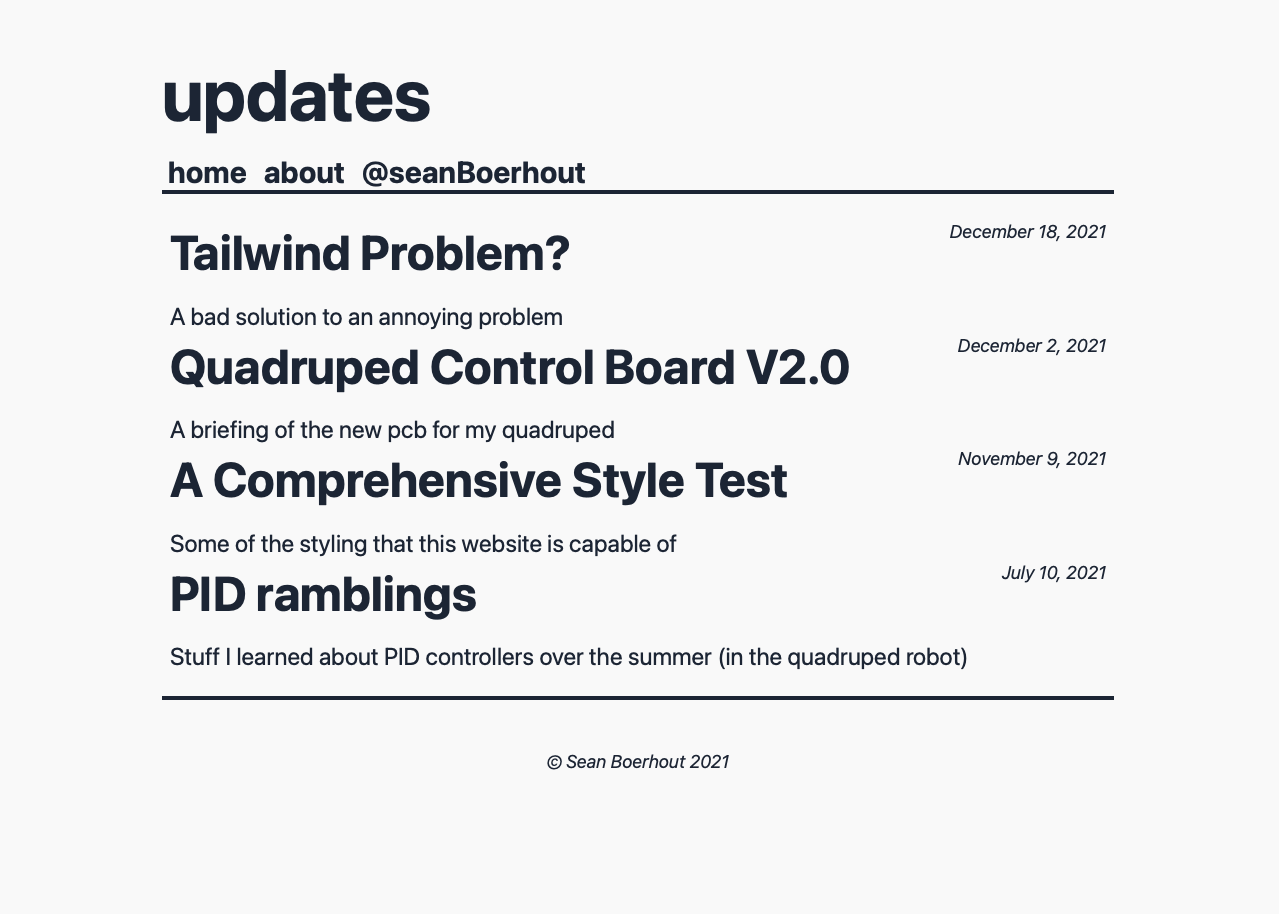 updates
home about @seanBoerhout
Tailwind Problem?
December 18, 2021
A bad solution to an annoying problem
Quadruped Control Board V2.0
December 2, 2021
A briefing of the new pcb for my quadruped
A Comprehensive Style Test
November 9, 2021
Some of the styling that this website is capable of
PID ramblings
July 10, 2021
Stuff I learned about PID controllers over the summer (in the quadruped robot)
© Sean Boerhout 2021